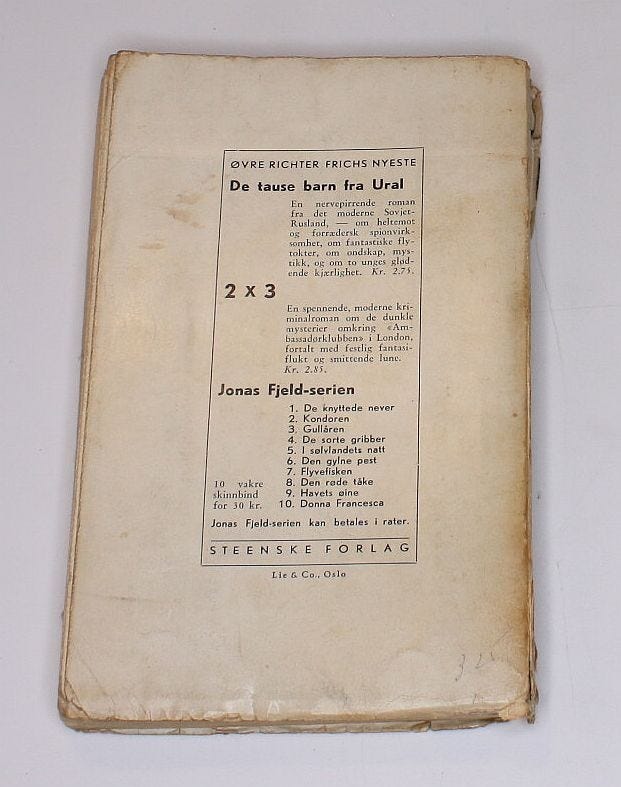 ØVRE RICHTER FRICHS NYESTE
De tause barn fra Ural
En nervepirrende roman
fra det moderne Sovjet-
Rusland, — om heltemot
og forrædersk spionvirk-
somhet, om fantastiske fly-
tokter, om ondskap, mys-
tikk, og om to unges glød-
ende kjærlighet. Kr. 2.75.
2 x 3
En spennende, moderne kri-
minalroman om de dunkle
mysterier omkring «Am-
bassadørklubben» i London,
fortalt med festlig fantasi-
flukt og smittende lune.
Kr. 2.85.
Jonas Fjeld-serien
1. De knyttede never
2. Kondoren
3. Gullåren
4. De sorte gribber
5. I sølvlandets natt
6. Den gylne pest
7. Flyvefisken
8. Den røde tåke
9. Havets øine
10. Donna Francesca
10 vakre
skinnbind
for 30 kr.
Jonas Fjeld-serien kan betales i rater.
STEENSKE FORLAG
Lie & Co., Oslo